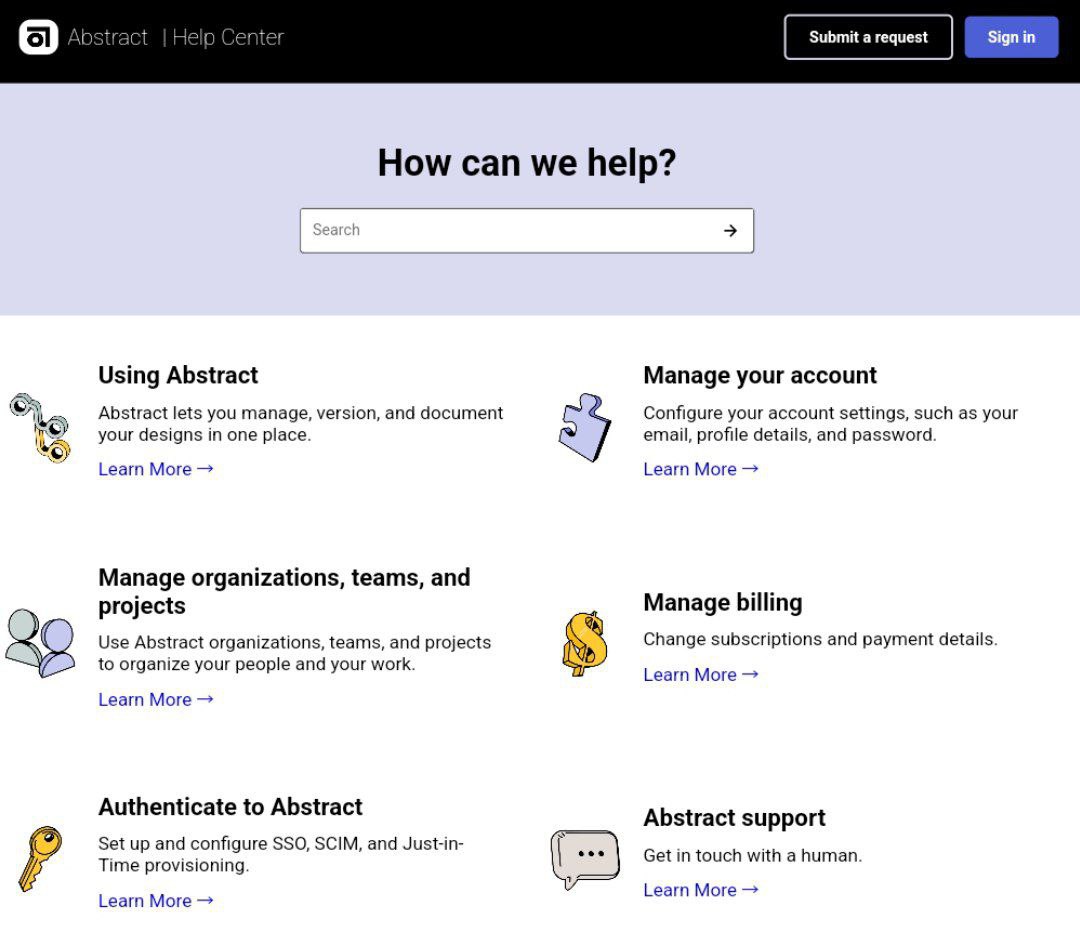 Abstract | Help Center
Submit a request
Sign in
How can we help?
Search
Using Abstract
Abstract lets you manage, version, and document
your designs in one place.
Learn More →
Manage your account
Configure your account settings, such as your
email, profile details, and password.
Learn More →
Manage organizations, teams, and
projects
Use Abstract organizations, teams, and projects
to organize your people and your work.
Learn More →
Manage billing
Change subscriptions and payment details.
Learn More →
Authenticate to Abstract
Set up and configure SSO, SCIM, and Just-in-
Time provisioning.
Learn More →
Abstract support
Get in touch with a human.
Learn More →